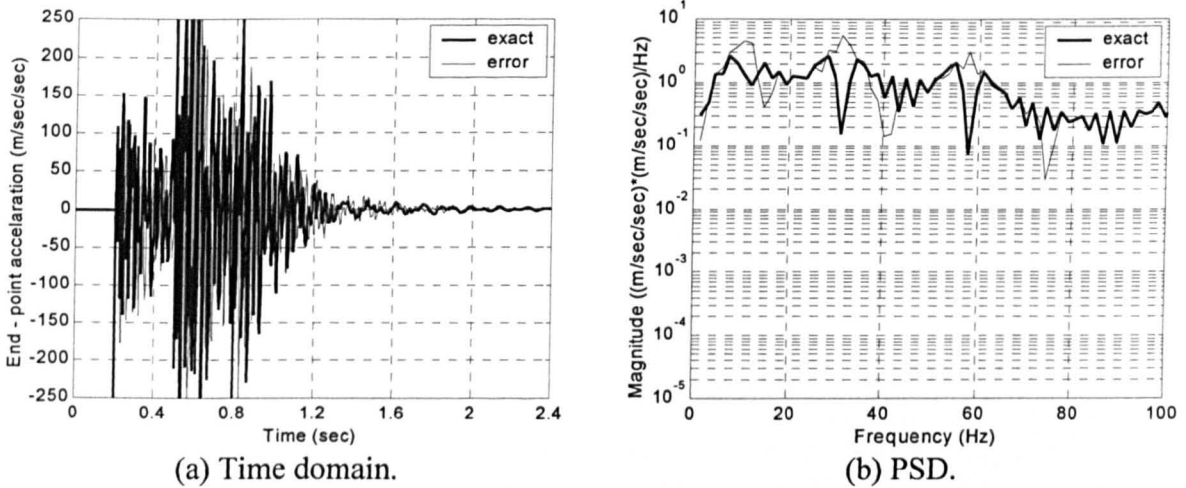 250
200
150
100
50
0
-50
-100
-150
-200
-250
0 0.4 0.8 1.2 1.6 2 2.4
End - point accelaration (m/sec/sec)
Time (sec)
exact
error
(a) Time domain.
10^1
10^0
10^-1
10^-2
10^-3
10^-4
10^-5
0 20 40 60 80 100
Magnitude ((m/sec/sec)*(m/sec/sec)/Hz)
Frequency (Hz)
exact
error
(b) PSD.